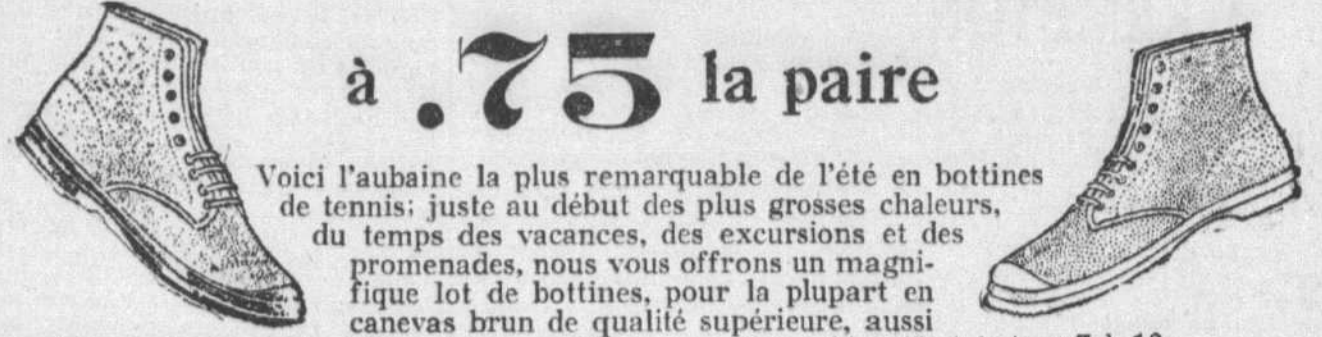 à .75 la paire
Voici l'aubaine la plus remarquable de l'été en bottines
de tennis; juste au début des plus grosses chaleurs,
du temps des vacances, des excursions et des
promenades, nous vous offrons un magni-
fique lot de bottines, pour la plupart en
canevas brun de qualité supérieure, aussi